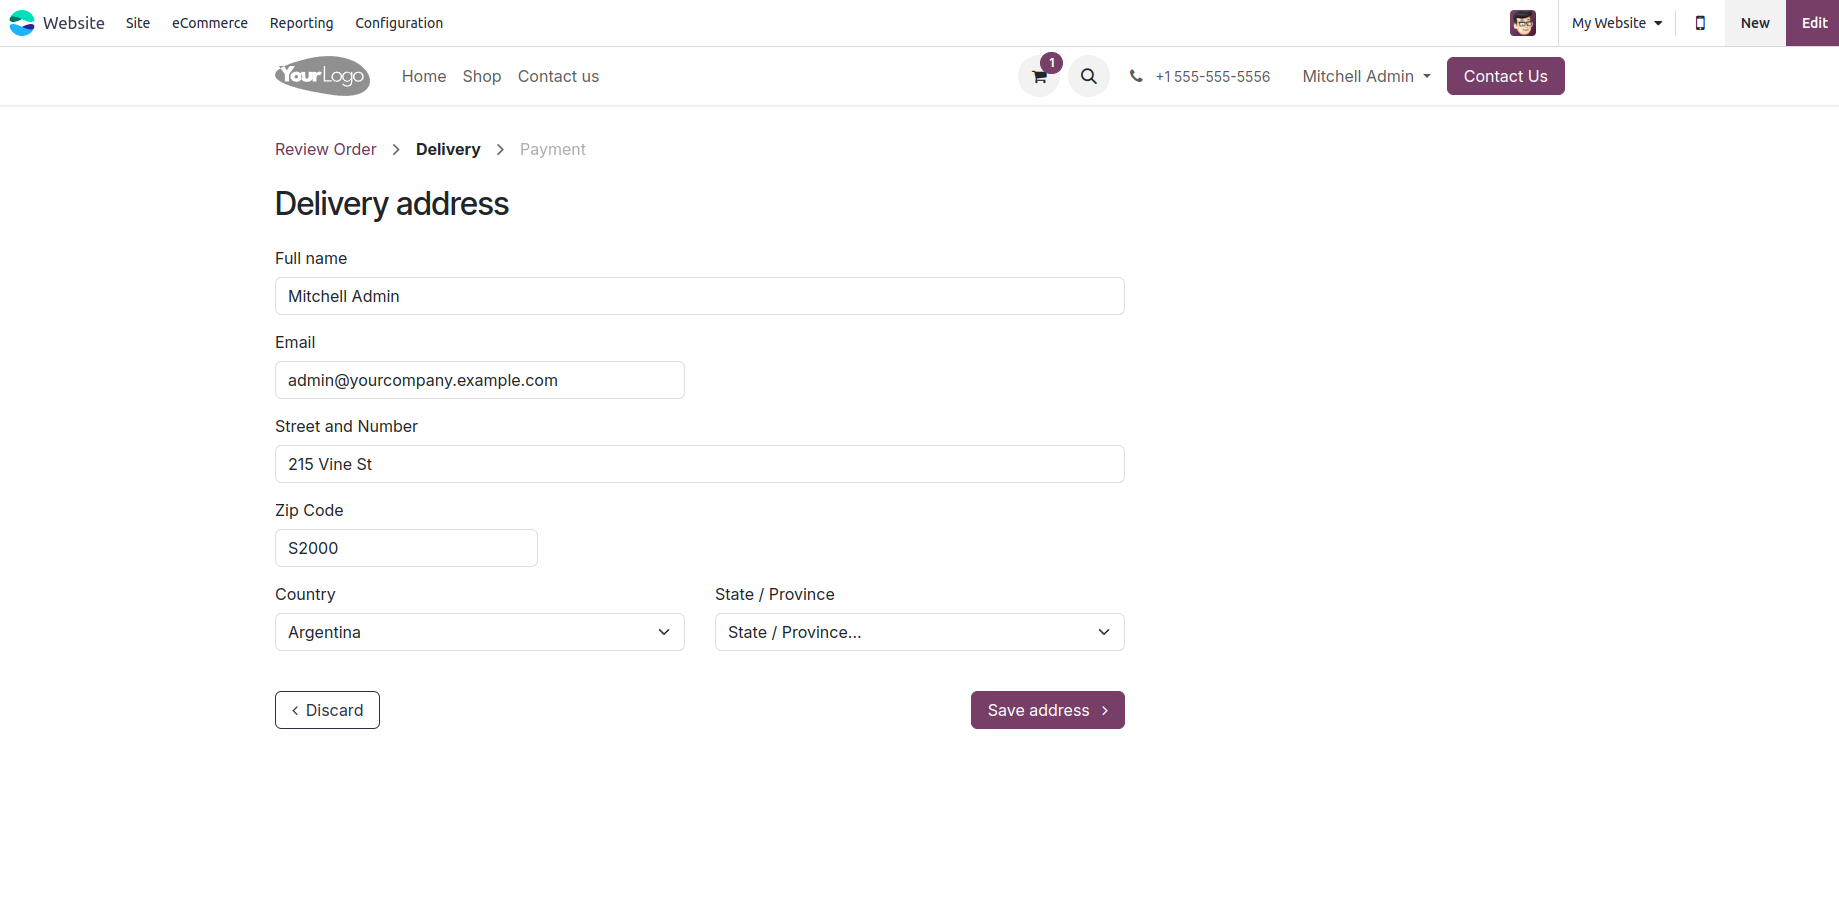 Website Site eCommerce Reporting Configuration My Website New Edit
YourLogo Home Shop Contact us 1 +1 555-555-5556 Mitchell Admin Contact Us
Review Order Delivery Payment
Delivery address
Full name
Mitchell Admin
Email
admin@yourcompany.example.com
Street and Number
215 Vine St
Zip Code
S2000
Country State / Province
Argentina State / Province...
Discard Save address